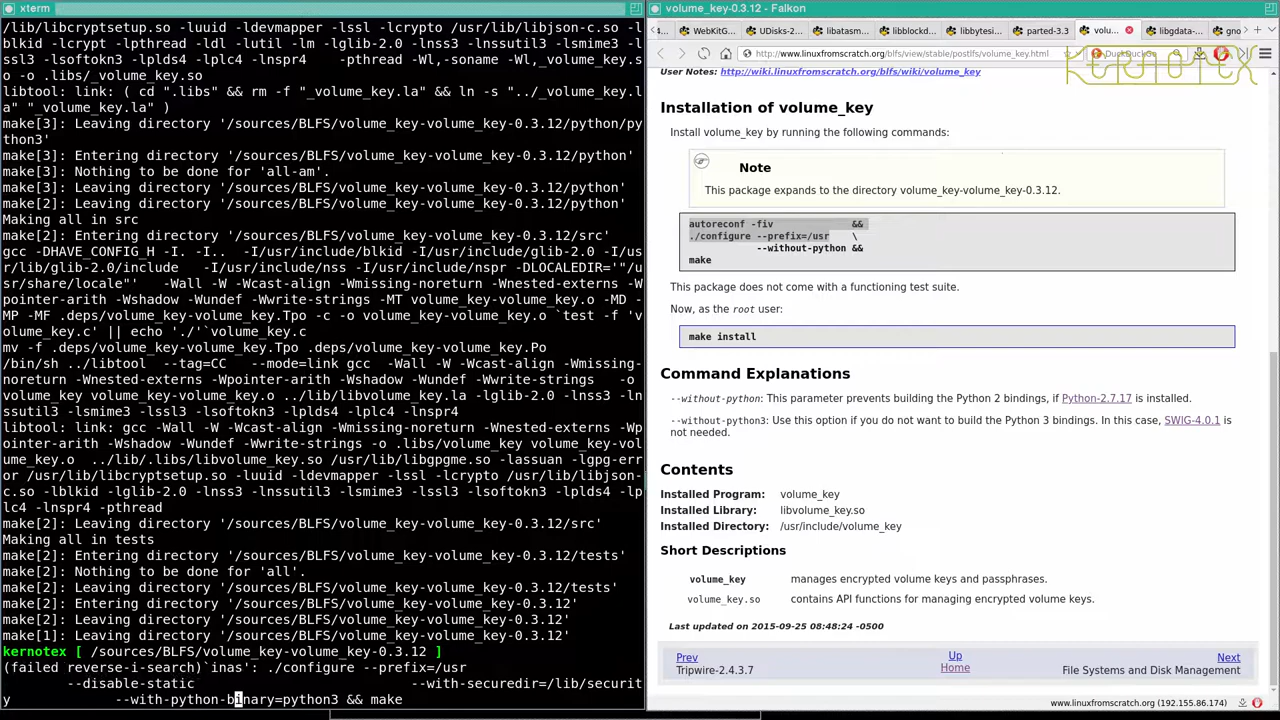 xterm
/lib/libcryptsetup.so -luuid -ldevmapper -lssl -lcrypto /usr/lib/libjson-c.so -l
blkid -lcrypt -lpthread -ldl -lutil -lm -lglib-2.0 -lnss3 -lnssutil3 -lsmime3 -l
ssl3 -lsoftokn3 -lplds4 -lplc4 -lnspr4    -pthread -Wl,-soname -Wl,_volume_key.s
o -o .libs/_volume_key.so
libtool: link: ( cd ".libs" && rm -f "_volume_key.la" && ln -s "../_volume_key.l
a" "_volume_key.la" )
make[3]: Leaving directory '/sources/BLFS/volume_key-volume_key-0.3.12/python/py
thon3'
make[3]: Entering directory '/sources/BLFS/volume_key-volume_key-0.3.12/python'
make[3]: Nothing to be done for 'all-am'.
make[3]: Leaving directory '/sources/BLFS/volume_key-volume_key-0.3.12/python'
make[2]: Leaving directory '/sources/BLFS/volume_key-volume_key-0.3.12/python'
Making all in src
make[2]: Entering directory '/sources/BLFS/volume_key-volume_key-0.3.12/src'
gcc -DHAVE_CONFIG_H -I. -I..  -I/usr/include/blkid -I/usr/include/glib-2.0 -I/us
r/lib/glib-2.0/include   -I/usr/include/nss -I/usr/include/nspr -DLOCALEDIR='"/u
sr/share/locale"'  -Wall -W -Wcast-align -Wmissing-noreturn -Wnested-externs -Wp
ointer-arith -Wshadow -Wundef -Wwrite-strings -MT volume_key-volume_key.o -MD -
MP -MF .deps/volume_key-volume_key.Tpo -c -o volume_key-volume_key.o `test -f 'v
olume_key.c' || echo './'`volume_key.c
mv -f .deps/volume_key-volume_key.Tpo .deps/volume_key-volume_key.Po
/bin/sh ../libtool  --tag=CC   --mode=link gcc  -Wall -W -Wcast-align -Wmissing-
noreturn -Wnested-externs -Wpointer-arith -Wshadow -Wundef -Wwrite-strings   -o
volume_key volume_key-volume_key.o ../lib/libvolume_key.la -lglib-2.0 -lnss3 -ln
ssutil3 -lsmime3 -lssl3 -lsoftokn3 -lplds4 -lplc4 -lnspr4
libtool: link: gcc -Wall -W -Wcast-align -Wmissing-noreturn -Wnested-externs -Wp
ointer-arith -Wshadow -Wundef -Wwrite-strings -o .libs/volume_key volume_key-vol
ume_key.o  ../lib/.libs/libvolume_key.so /usr/lib/libgpgme.so -lassuan -lgpg-err
or /usr/lib/libcryptsetup.so -luuid -ldevmapper -lssl -lcrypto /usr/lib/libjson-
c.so -lblkid -lglib-2.0 -lnss3 -lnssutil3 -lsmime3 -lssl3 -lsoftokn3 -lplds4 -lp
lc4 -lnspr4 -pthread
make[2]: Leaving directory '/sources/BLFS/volume_key-volume_key-0.3.12/src'
Making all in tests
make[2]: Entering directory '/sources/BLFS/volume_key-volume_key-0.3.12/tests'
make[2]: Nothing to be done for 'all'.
make[2]: Leaving directory '/sources/BLFS/volume_key-volume_key-0.3.12/tests'
make[2]: Entering directory '/sources/BLFS/volume_key-volume_key-0.3.12'
make[2]: Leaving directory '/sources/BLFS/volume_key-volume_key-0.3.12'
make[1]: Leaving directory '/sources/BLFS/volume_key-volume_key-0.3.12'
kernotex [ /sources/BLFS/volume_key-volume_key-0.3.12 ]
(failed reverse-i-search)`inas': ./configure --prefix=/usr
--disable-static                           --with-securedir=/lib/securit
y             --with-python-binary=python3 && make
volume_key-0.3.12 - Falkon
WebKitG...
UDisks-2...
libatasm...
libblockd...
libbytesi...
parted-3.3
volu...
libgdata-...
gno
http://www.linuxfromscratch.org/blfs/view/stable/postlfs/volume_key.html
DuckDuckGo
KERNOTEX
User Notes: http://wiki.linuxfromscratch.org/blfs/wiki/volume_key
Installation of volume_key
Install volume_key by running the following commands:
Note
This package expands to the directory volume_key-volume_key-0.3.12.
autoreconf -fiv              &&
./configure --prefix=/usr    \
--without-python &&
make
This package does not come with a functioning test suite.
Now, as the root user:
make install
Command Explanations
--without-python: This parameter prevents building the Python 2 bindings, if Python-2.7.17 is installed.
--without-python3: Use this option if you do not want to build the Python 3 bindings. In this case, SWIG-4.0.1 is
not needed.
Contents
Installed Program: volume_key
Installed Library: libvolume_key.so
Installed Directory: /usr/include/volume_key
Short Descriptions
volume_key manages encrypted volume keys and passphrases.
volume_key.so contains API functions for managing encrypted volume keys.
Last updated on 2015-09-25 08:48:24 -0500
Prev Up Next
Tripwire-2.4.3.7 Home File Systems and Disk Management
www.linuxfromscratch.org (192.155.86.174)